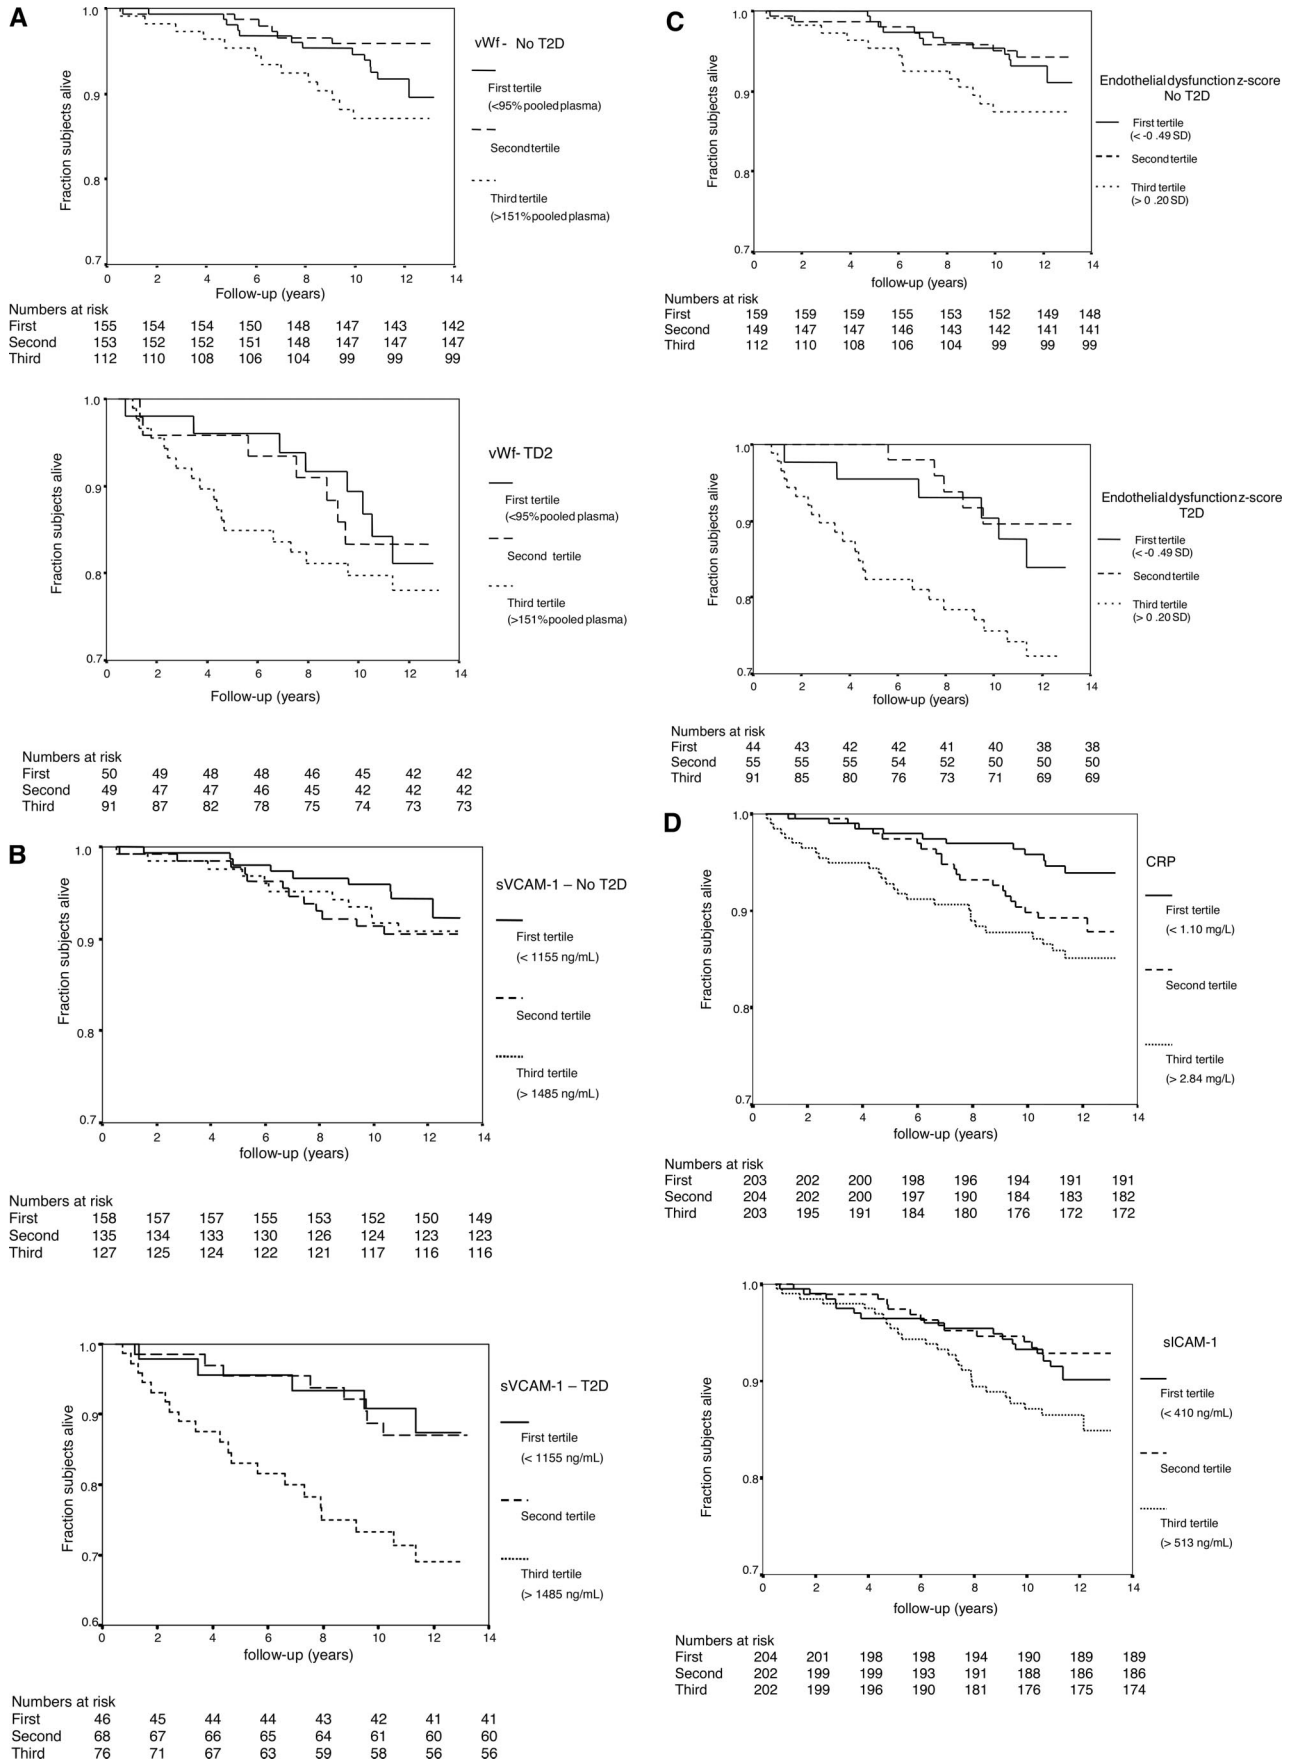 A
1.0
0.9
0.8
0.7
Fraction subjects alive
0 2 4 6 8 10 12 14
Follow-up (years)
vWf - No T2D
First tertile
(<95% pooled plasma)
Second tertile
Third tertile
(>151% pooled plasma)
Numbers at risk
First 155 154 154 150 148 147 143 142
Second 153 152 152 151 148 147 147 147
Third 112 110 108 106 104 99 99 99
1.0
0.9
0.8
0.7
Fraction subjects alive
0 2 4 6 8 10 12 14
Follow-up (years)
vWf- TD2
First tertile
(<95% pooled plasma)
Second tertile
Third tertile
(>151% pooled plasma)
Numbers at risk
First 50 49 48 48 46 45 42 42
Second 49 47 47 46 45 42 42 42
Third 91 87 82 78 75 74 73 73
B
1.0
0.9
0.8
0.7
Fraction subjects alive
0 2 4 6 8 10 12 14
follow-up (years)
sVCAM-1 – No T2D
First tertile
(< 1155 ng/mL)
Second tertile
Third tertile
(> 1485 ng/mL)
Numbers at risk
First 158 157 157 155 153 152 150 149
Second 135 134 133 130 126 124 123 123
Third 127 125 124 122 121 117 116 116
1.0
0.9
0.8
0.7
0.6
Fraction subjects alive
0 2 4 6 8 10 12 14
follow-up (years)
sVCAM-1 – T2D
First tertile
(< 1155 ng/mL)
Second tertile
Third tertile
(> 1485 ng/mL)
Numbers at risk
First 46 45 44 44 43 42 41 41
Second 68 67 66 65 64 61 60 60
Third 76 71 67 63 59 58 56 56
C
1.0
0.9
0.8
0.7
Fraction subjects alive
0 2 4 6 8 10 12 14
follow-up (years)
Endothelial dysfunction z-score
No T2D
First tertile
(< -0 .49 SD)
Second tertile
Third tertile
(> 0 .20 SD)
Numbers at risk
First 159 159 159 155 153 152 149 148
Second 149 147 147 146 143 142 141 141
Third 112 110 108 106 104 99 99 99
1.0
0.9
0.8
0.7
Fraction subjects alive
0 2 4 6 8 10 12 14
follow-up (years)
Endothelial dysfunction z-score
T2D
First tertile
(< -0 .49 SD)
Second tertile
Third tertile
(> 0 .20 SD)
Numbers at risk
First 44 43 42 42 41 40 38 38
Second 55 55 55 54 52 50 50 50
Third 91 85 80 76 73 71 69 69
D
1.0
0.9
0.8
0.7
Fraction subjects alive
0 2 4 6 8 10 12 14
follow-up (years)
CRP
First tertile
(< 1.10 mg/L)
Second tertile
Third tertile
(> 2.84 mg/L)
Numbers at risk
First 203 202 200 198 196 194 191 191
Second 204 202 200 197 190 184 183 182
Third 203 195 191 184 180 176 172 172
1.0
0.9
0.8
0.7
Fraction subjects alive
0 2 4 6 8 10 12 14
follow-up (years)
sICAM-1
First tertile
(< 410 ng/mL)
Second tertile
Third tertile
(> 513 ng/mL)
Numbers at risk
First 204 201 198 198 194 190 189 189
Second 202 199 199 193 191 188 186 186
Third 202 199 196 190 181 176 175 174